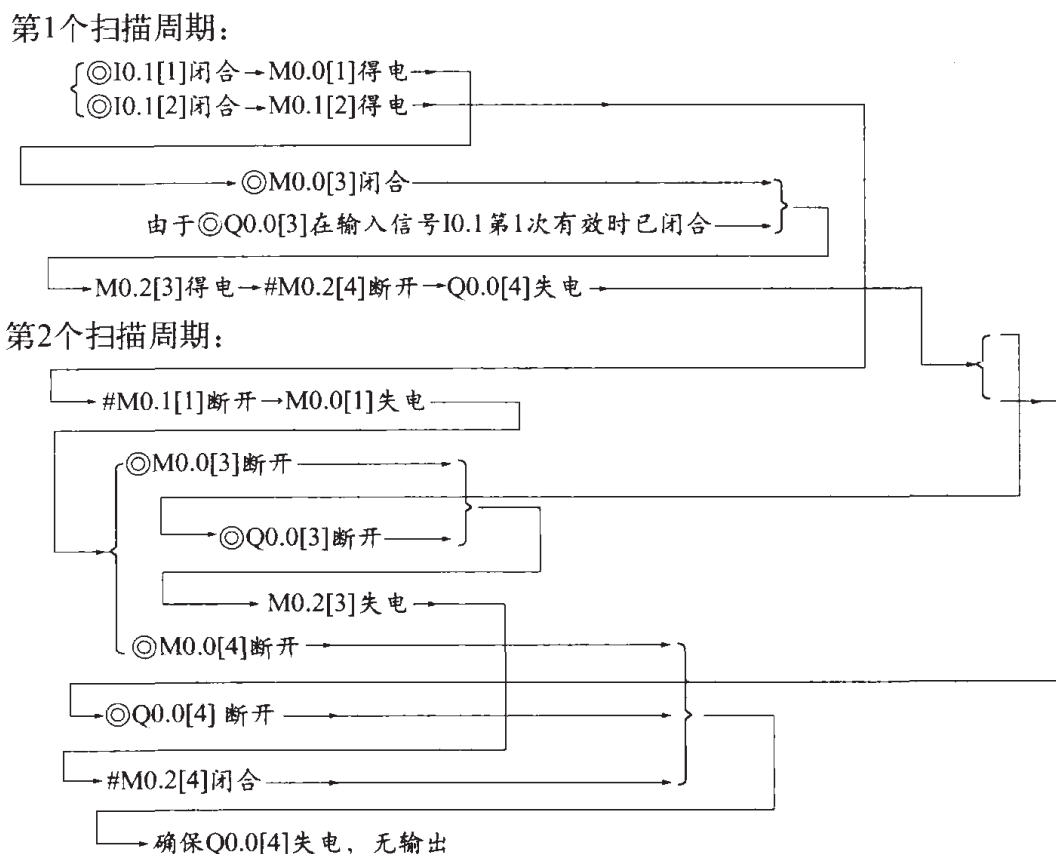 第1个扫描周期：
◎I0.1[1]闭合→M0.0[1]得电
◎I0.1[2]闭合→M0.1[2]得电
◎M0.0[3]闭合
由于◎Q0.0[3]在输入信号I0.1第1次有效时已闭合
M0.2[3]得电→#M0.2[4]断开→Q0.0[4]失电
第2个扫描周期：
#M0.1[1]断开→M0.0[1]失电
◎M0.0[3]断开
◎Q0.0[3]断开
M0.2[3]失电
◎M0.0[4]断开
◎Q0.0[4] 断开
#M0.2[4]闭合
确保Q0.0[4]失电，无输出